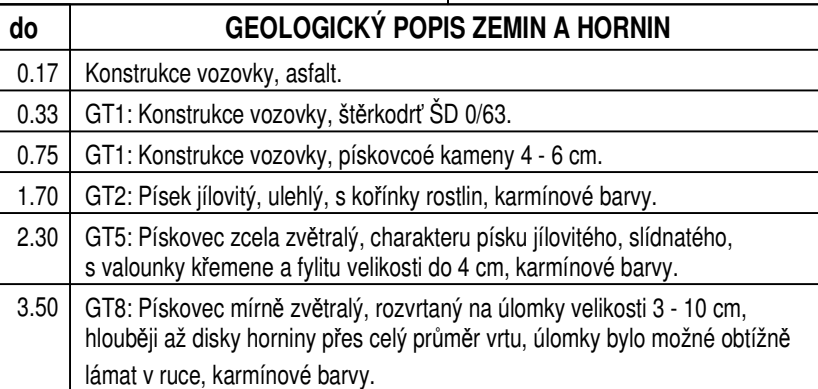 do GEOLOGICKÝ POPIS ZEMIN A HORNIN
0.17 Konstrukce vozovky, asfalt.
0.33 GT1: Konstrukce vozovky, štěrkodrť ŠD 0/63.
0.75 GT1: Konstrukce vozovky, pískovcoé kameny 4 - 6 cm.
1.70 GT2: Písek jílovitý, ulehlý, s kořínky rostlin, karmínové barvy.
2.30 GT5: Pískovec zcela zvětralý, charakteru písku jílovitého, slídnatého,
s valounky křemene a fylitu velikosti do 4 cm, karmínové barvy.
3.50 GT8: Pískovec mírně zvětralý, rozvrtaný na úlomky velikosti 3 - 10 cm,
hlouběji až disky horniny přes celý průměr vrtu, úlomky bylo možné obtížně
lámat v ruce, karmínové barvy.